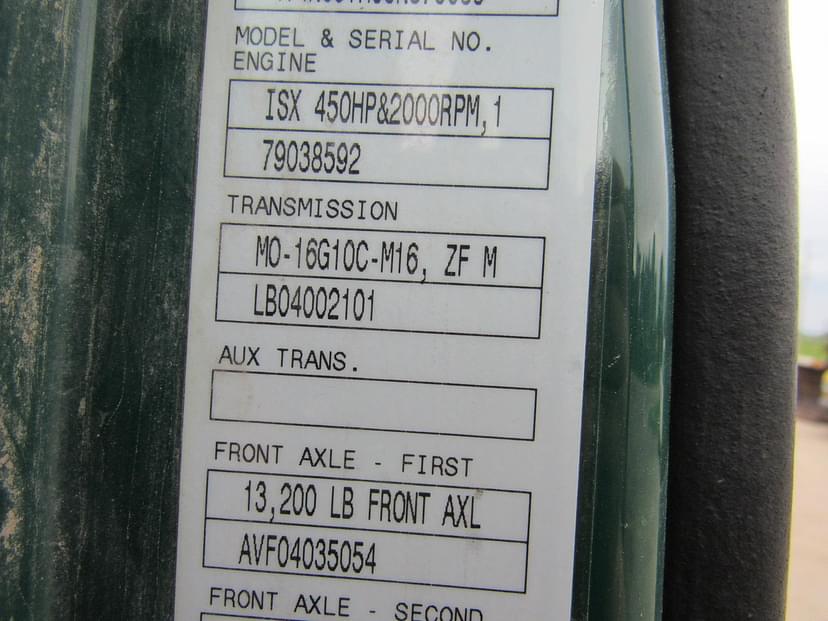 MODEL & SERIAL NO.
ENGINE
ISX 450HP&2000RPM,1
79038592
TRANSMISSION
MO-16G10C-M16, ZF M
LB04002101
AUX TRANS.
FRONT AXLE - FIRST
13,200 LB FRONT AXL
AVF04035054
FRONT AXLE - SECOND